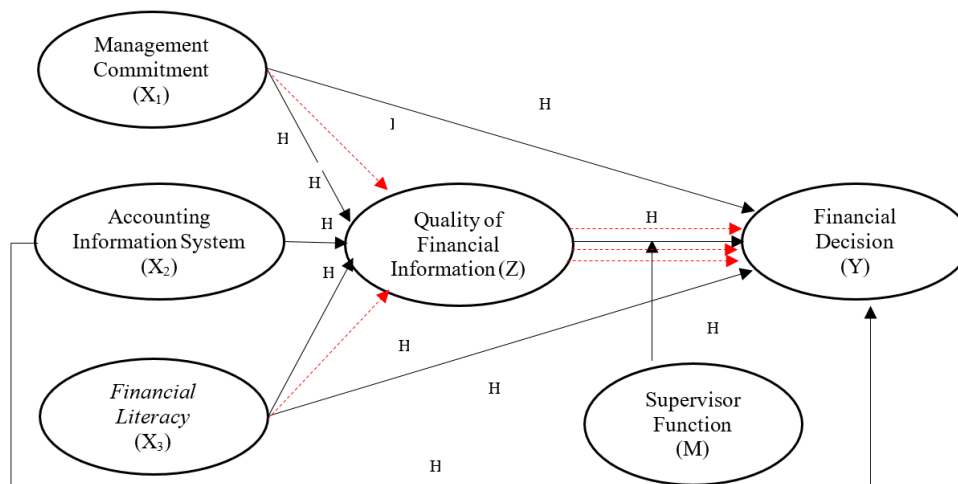 Management
Commitment
(X₁)
H
H
J
H
H
Accounting
Information System
(X₂)
H
H
Quality of
Financial
Information (Z)
H
Financial
Decision
(Y)
Financial
Literacy
(X₃)
H
H
H
H
Supervisor
Function
(M)